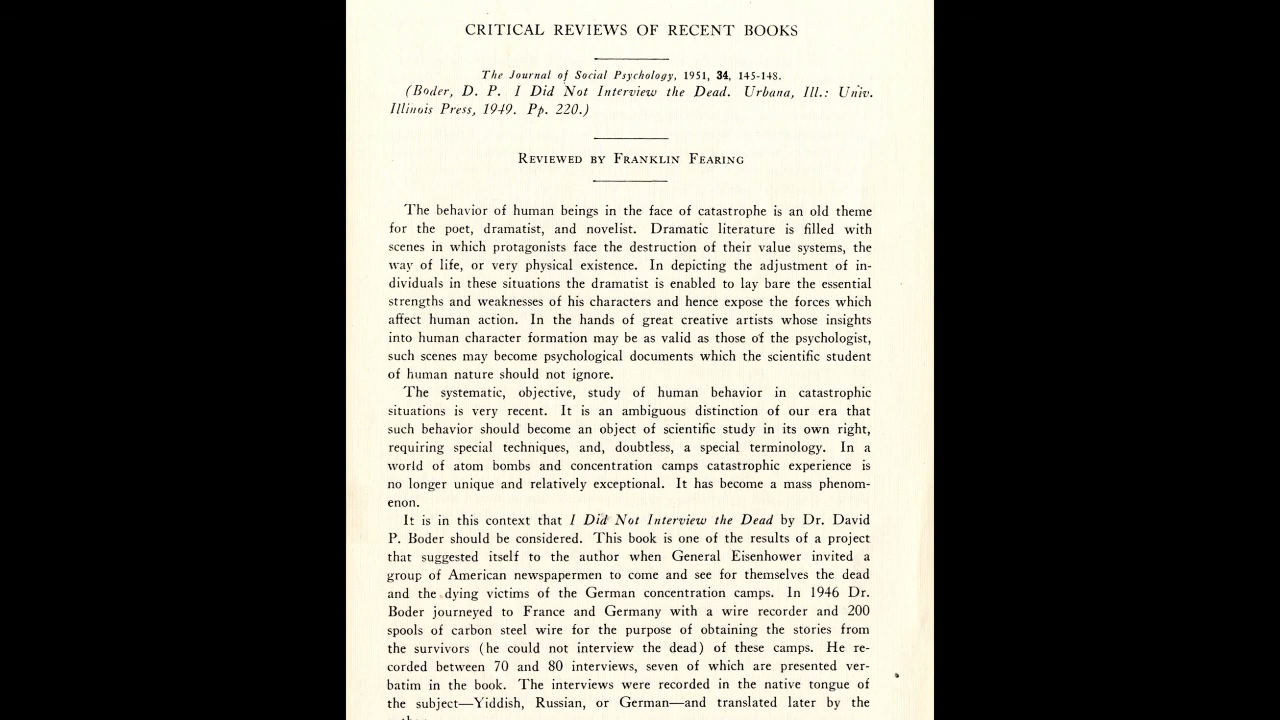 CRITICAL REVIEWS OF RECENT BOOKS
The Journal of Social Psychology, 1951, 34, 145-148.
(Boder, D. P. I Did Not Interview the Dead. Urbana, Ill.: Univ.
Illinois Press, 1949. Pp. 220.)
Reviewed by Franklin Fearing
The behavior of human beings in the face of catastrophe is an old theme
for the poet, dramatist, and novelist. Dramatic literature is filled with
scenes in which protagonists face the destruction of their value systems, the
way of life, or very physical existence. In depicting the adjustment of in-
dividuals in these situations the dramatist is enabled to lay bare the essential
strengths and weaknesses of his characters and hence expose the forces which
affect human action. In the hands of great creative artists whose insights
into human character formation may be as valid as those of the psychologist,
such scenes may become psychological documents which the scientific student
of human nature should not ignore.
The systematic, objective, study of human behavior in catastrophic
situations is very recent. It is an ambiguous distinction of our era that
such behavior should become an object of scientific study in its own right,
requiring special techniques, and, doubtless, a special terminology. In a
world of atom bombs and concentration camps catastrophic experience is
no longer unique and relatively exceptional. It has become a mass phenom-
enon.
It is in this context that I Did Not Interview the Dead by Dr. David
P. Boder should be considered. This book is one of the results of a project
that suggested itself to the author when General Eisenhower invited a
group of American newspapermen to come and see for themselves the dead
and the dying victims of the German concentration camps. In 1946 Dr.
Boder journeyed to France and Germany with a wire recorder and 200
spools of carbon steel wire for the purpose of obtaining the stories from
the survivors (he could not interview the dead) of these camps. He re-
corded between 70 and 80 interviews, seven of which are presented ver-
batim in the book. The interviews were recorded in the native tongue of
the subject—Yiddish, Russian, or German—and translated later by the